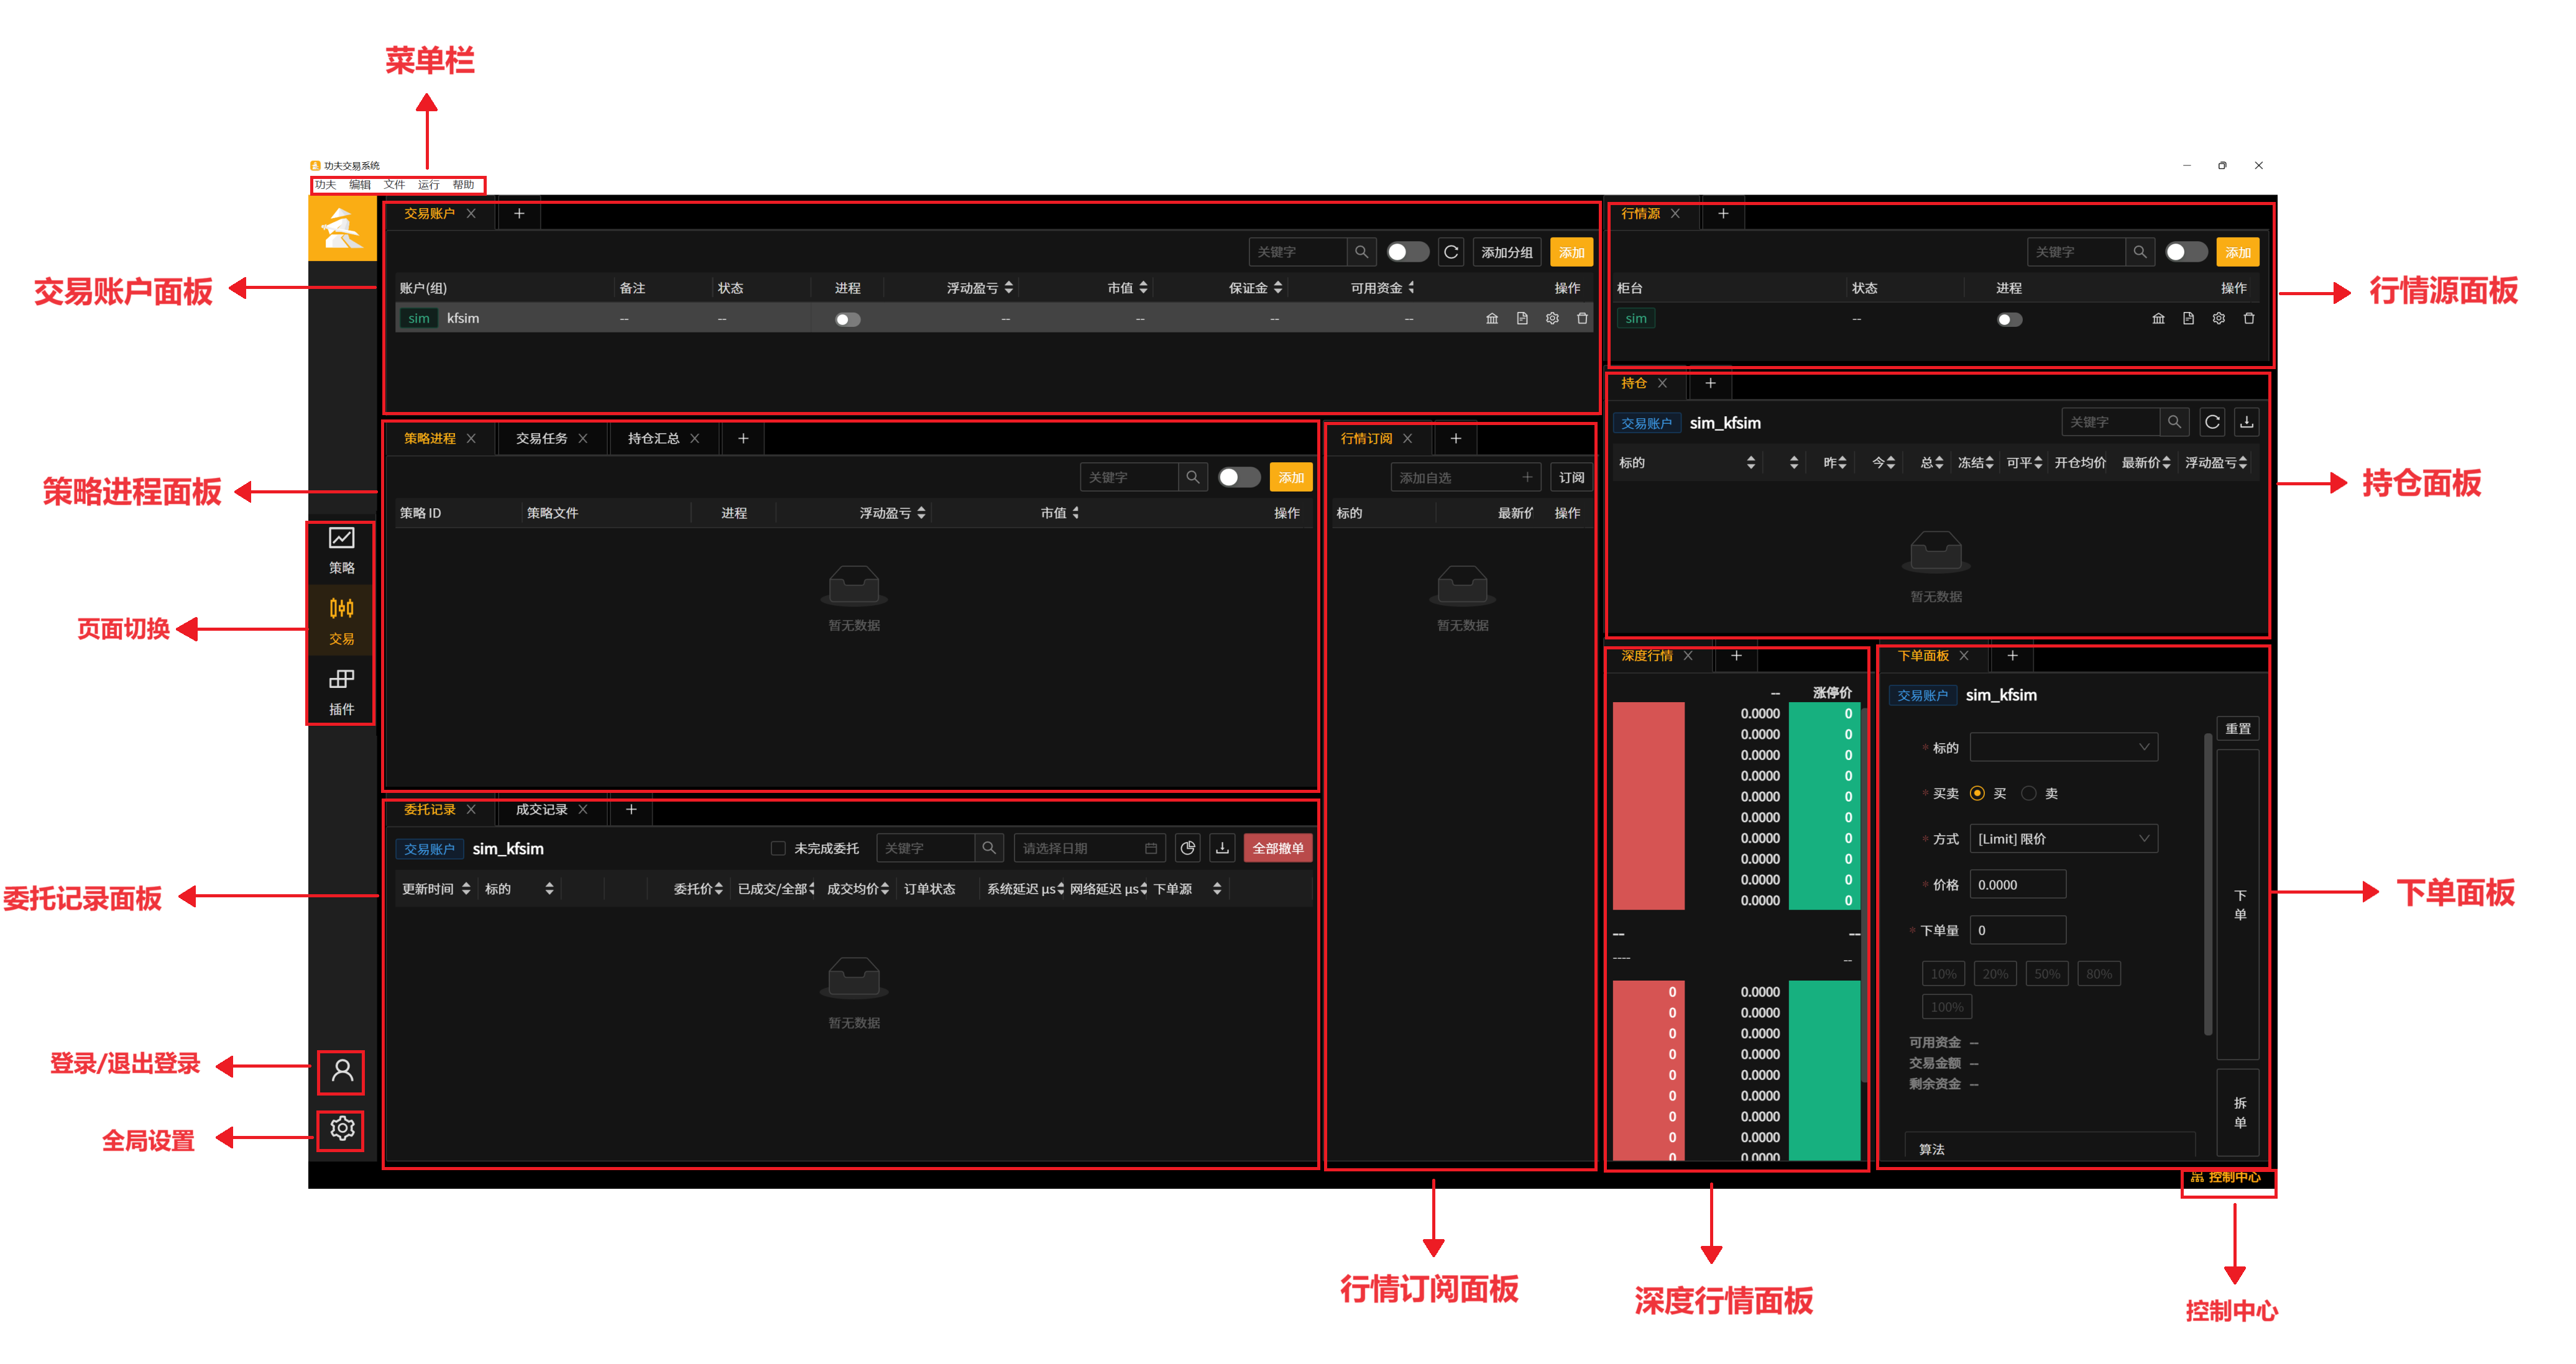 菜单栏
功夫交易系统
功夫 编辑 文件 运行 帮助
交易账户面板
交易账户
关键字 添加分组 添加
账户(组) 备注 状态 进程 浮动盈亏 市值 保证金 可用资金 操作
sim kfsim -- -- -- -- -- --
行情源
关键字 添加
柜台 状态 进程 操作
sim --
行情源面板
持仓
交易账户 sim_kfsim 关键字
标的 昨 今 总 冻结 可平 开仓均价 最新价 浮动盈亏
暂无数据
持仓面板
策略进程面板
策略进程 交易任务 持仓汇总
关键字 添加
策略 ID 策略文件 进程 浮动盈亏 市值 操作
暂无数据
行情订阅
添加自选 订阅
标的 最新价 操作
暂无数据
页面切换
策略
交易
插件
委托记录面板
委托记录 成交记录
交易账户 sim_kfsim 未完成委托 关键字 请选择日期 全部撤单
更新时间 标的 委托价 已成交/全部 成交均价 订单状态 系统延迟 μs 网络延迟 μs 下单源
暂无数据
深度行情
-- 涨停价
0.0000 0
0.0000 0
0.0000 0
0.0000 0
0.0000 0
0.0000 0
0.0000 0
0.0000 0
0.0000 0
0.0000 0
-- --
---- --
0 0.0000
0 0.0000
0 0.0000
0 0.0000
0 0.0000
0 0.0000
0 0.0000
0 0.0000
0 0.0000
下单面板
交易账户 sim_kfsim
重置
* 标的
* 买卖 买 卖
* 方式 [Limit] 限价
* 价格 0.0000
* 下单量 0
10% 20% 50% 80%
100%
可用资金 --
交易金额 --
剩余资金 --
算法
下单
拆单
下单面板
登录/退出登录
全局设置
控制中心
行情订阅面板
深度行情面板
控制中心